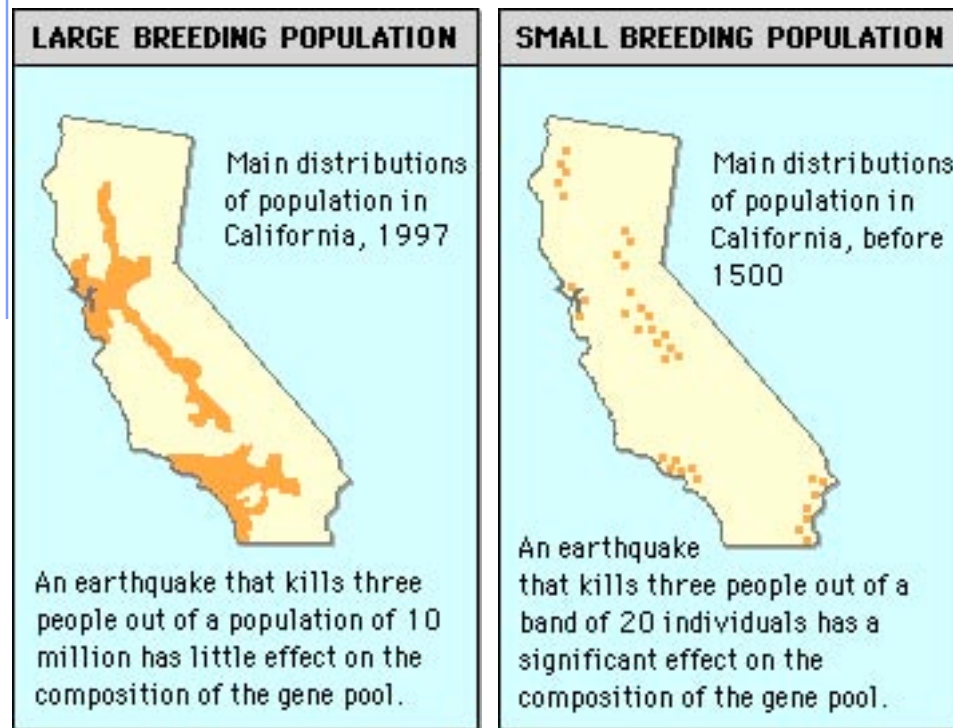 LARGE BREEDING POPULATION
Main distributions
of population in
California, 1997
An earthquake that kills three
people out of a population of 10
million has little effect on the
composition of the gene pool.
SMALL BREEDING POPULATION
Main distributions
of population in
California, before
1500
An earthquake
that kills three people out of a
band of 20 individuals has a
significant effect on the
composition of the gene pool.